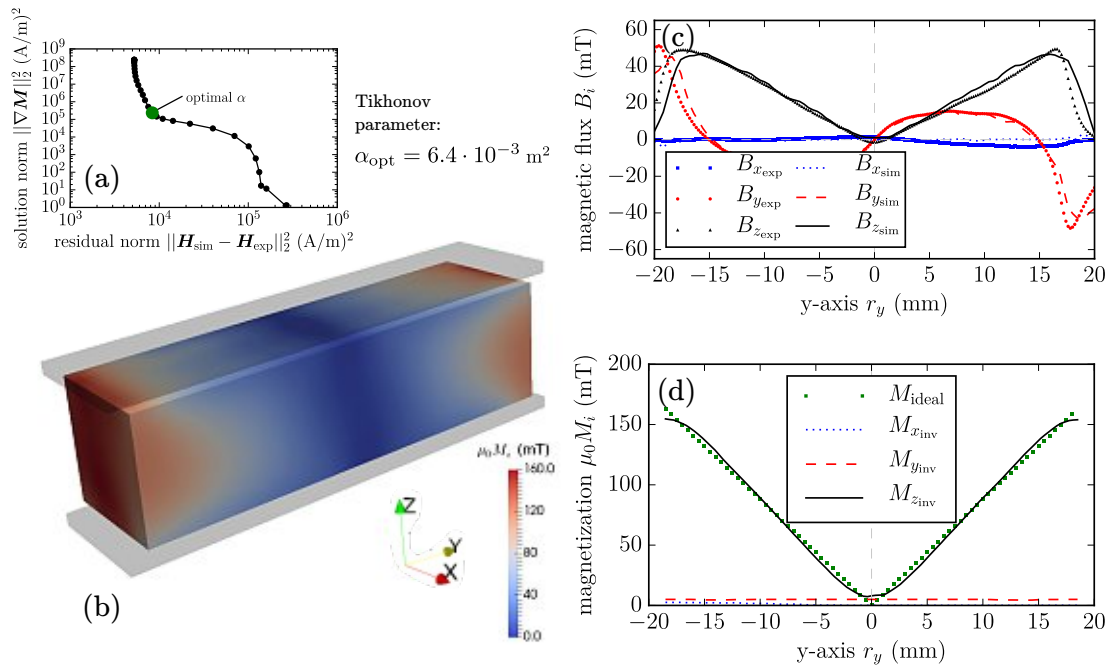 (a)
10⁹
10⁸
10⁷
10⁶
10⁵
10⁴
10³
10²
10¹
10⁰
solution norm ||∇M||₂² (A/m)²
optimal α
10³ 10⁴ 10⁵ 10⁶
residual norm ||H_sim − H_exp||₂² (A/m)²
Tikhonov
parameter:
α_opt = 6.4 · 10⁻³ m²
(b)
μ₀M_z (mT)
160.0
120
80
40
0.0
Z
Y
X
(c)
magnetic flux B_i (mT)
60
40
20
0
−20
−40
−60
B_x_exp B_x_sim
B_y_exp B_y_sim
B_z_exp B_z_sim
−20 −15 −10 −5 0 5 10 15 20
y-axis r_y (mm)
(d)
magnetization μ₀M_i (mT)
200
150
100
50
0
M_ideal
M_x_inv
M_y_inv
M_z_inv
−20 −15 −10 −5 0 5 10 15 20
y-axis r_y (mm)